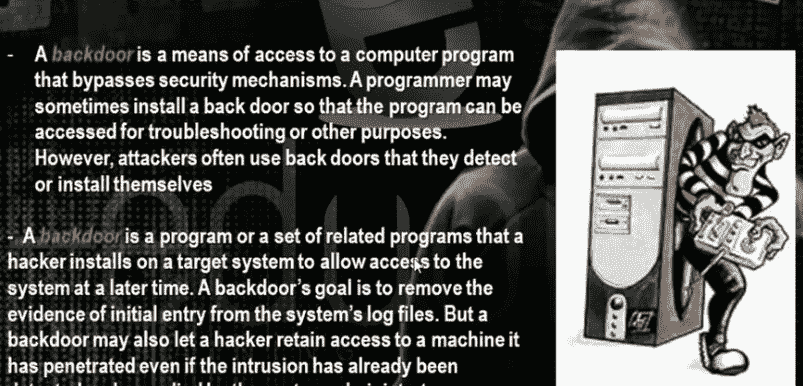 - A backdoor is a means of access to a computer program
that bypasses security mechanisms. A programmer may
sometimes install a back door so that the program can be
accessed for troubleshooting or other purposes.
However, attackers often use back doors that they detect
or install themselves
- A backdoor is a program or a set of related programs that a
hacker installs on a target system to allow access to the
system at a later time. A backdoor's goal is to remove the
evidence of initial entry from the system's log files. But a
backdoor may also let a hacker retain access to a machine it
has penetrated even if the intrusion has already been